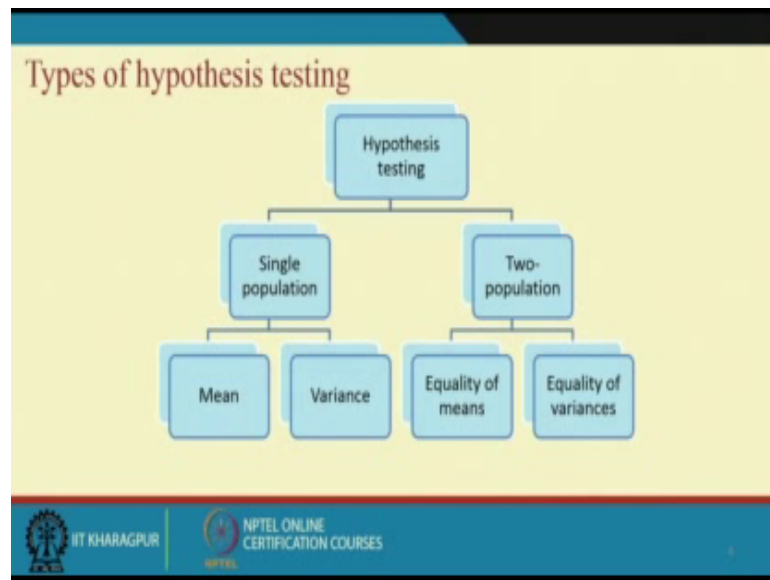 Types of hypothesis testing
Hypothesis
testing
Single
population
Two-
population
Mean
Variance
Equality of
means
Equality of
variances
IIT KHARAGPUR
NPTEL
NPTEL ONLINE
CERTIFICATION COURSES